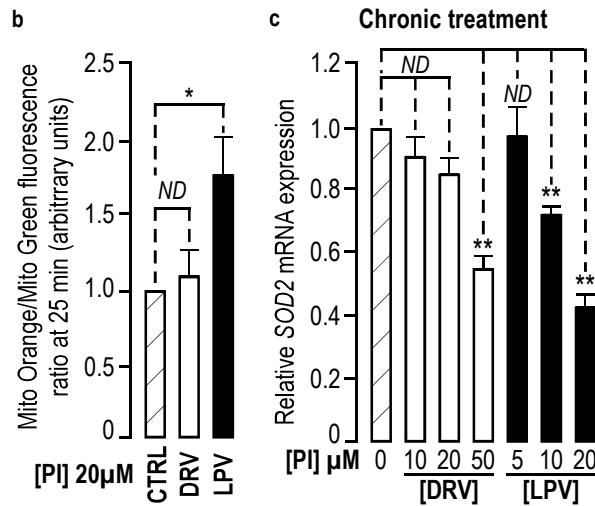 b
Mito Orange/Mito Green fluorescence
ratio at 25 min (arbitrrary units)
2.5
2.0
1.5
1.0
0.5
0
*
ND
[PI] 20µM
CTRL
DRV
LPV
c
Chronic treatment
Relative SOD2 mRNA expression
1.2
1.0
0.8
0.6
0.4
0.2
0
ND
ND
**
**
**
[PI] µM 0 10 20 50 5 10 20
[DRV] [LPV]